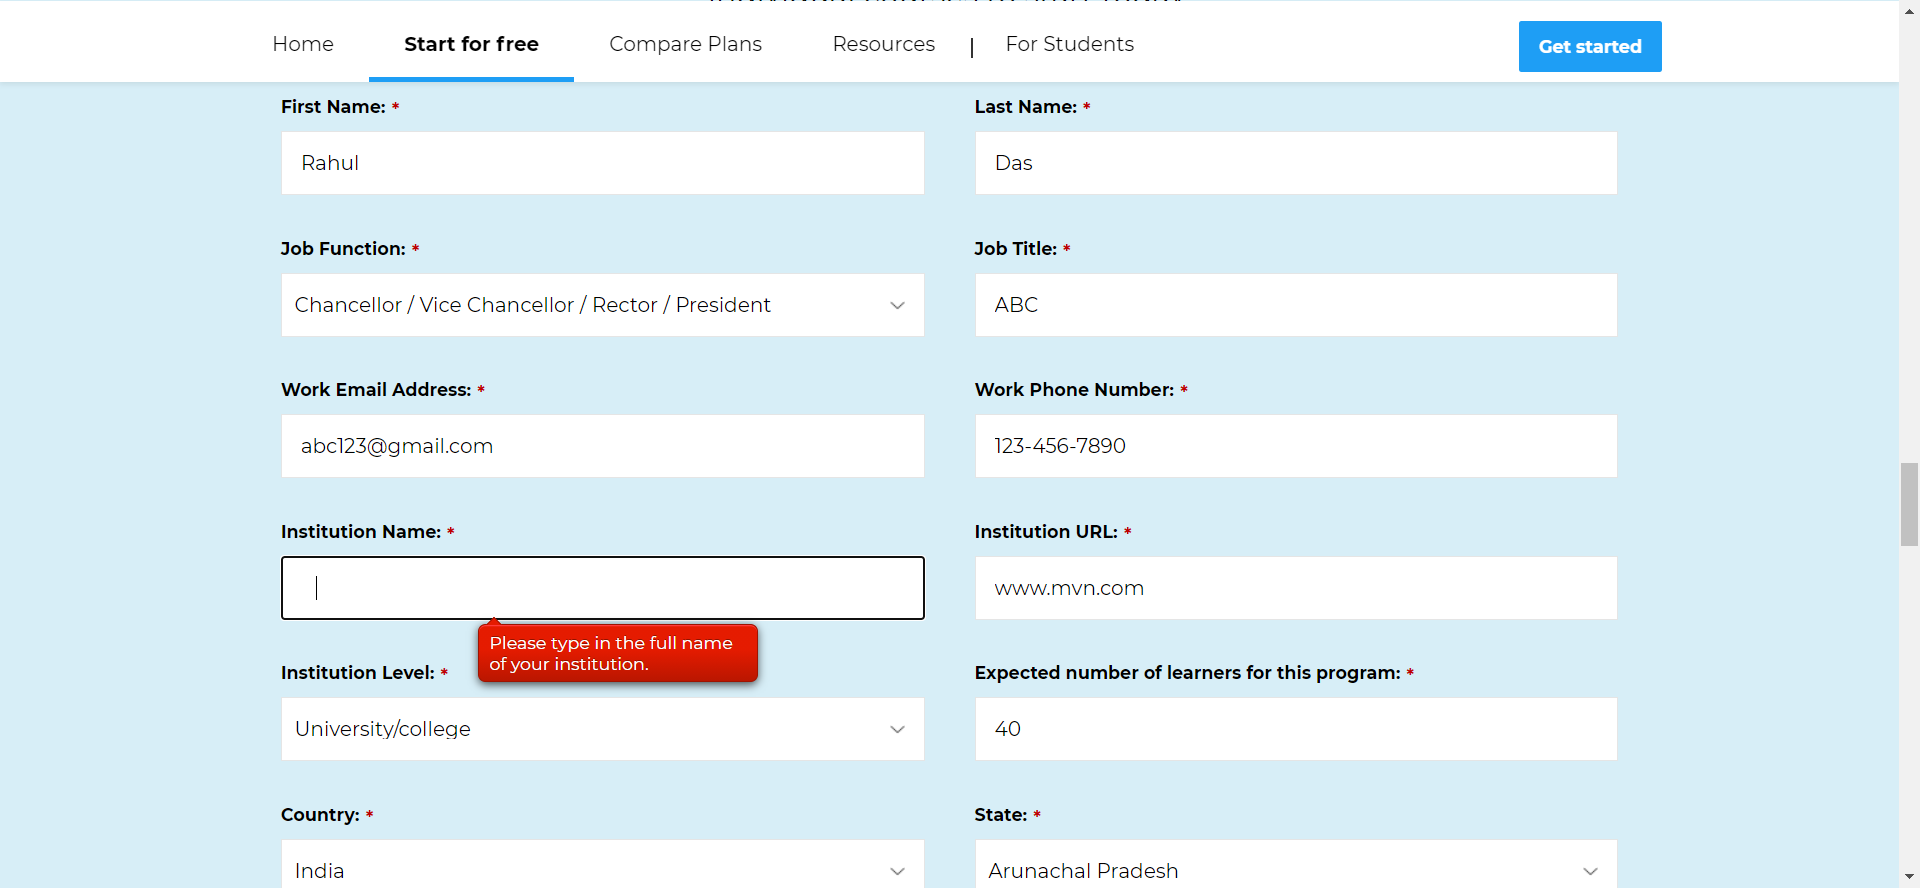 Home
Start for free
Compare Plans
Resources
|
For Students
Get started
First Name: *
Last Name: *
Rahul
Das
Job Function: *
Job Title: *
Chancellor / Vice Chancellor / Rector / President
ABC
Work Email Address: *
Work Phone Number: *
abc123@gmail.com
123-456-7890
Institution Name: *
Institution URL: *
www.mvn.com
Please type in the full name
of your institution.
Institution Level: *
Expected number of learners for this program: *
University/college
40
Country: *
State: *
India
Arunachal Pradesh